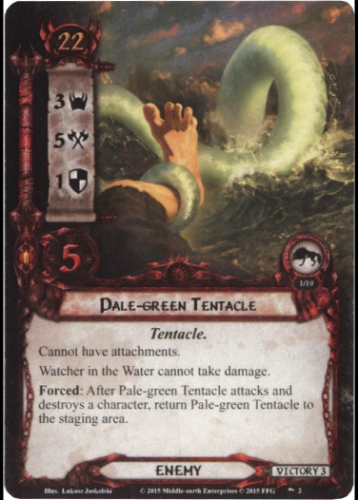 22
3
5
1
5
1/19
PALE-GREEN TENTACLE
Tentacle.
Cannot have attachments.
Watcher in the Water cannot take damage.
Forced: After Pale-green Tentacle attacks and
destroys a character, return Pale-green Tentacle to
the staging area.
ENEMY
VICTORY 3
Illus. Lukasz Jaskolski
© 2015 Middle-earth Enterprises © 2015 FFG
2